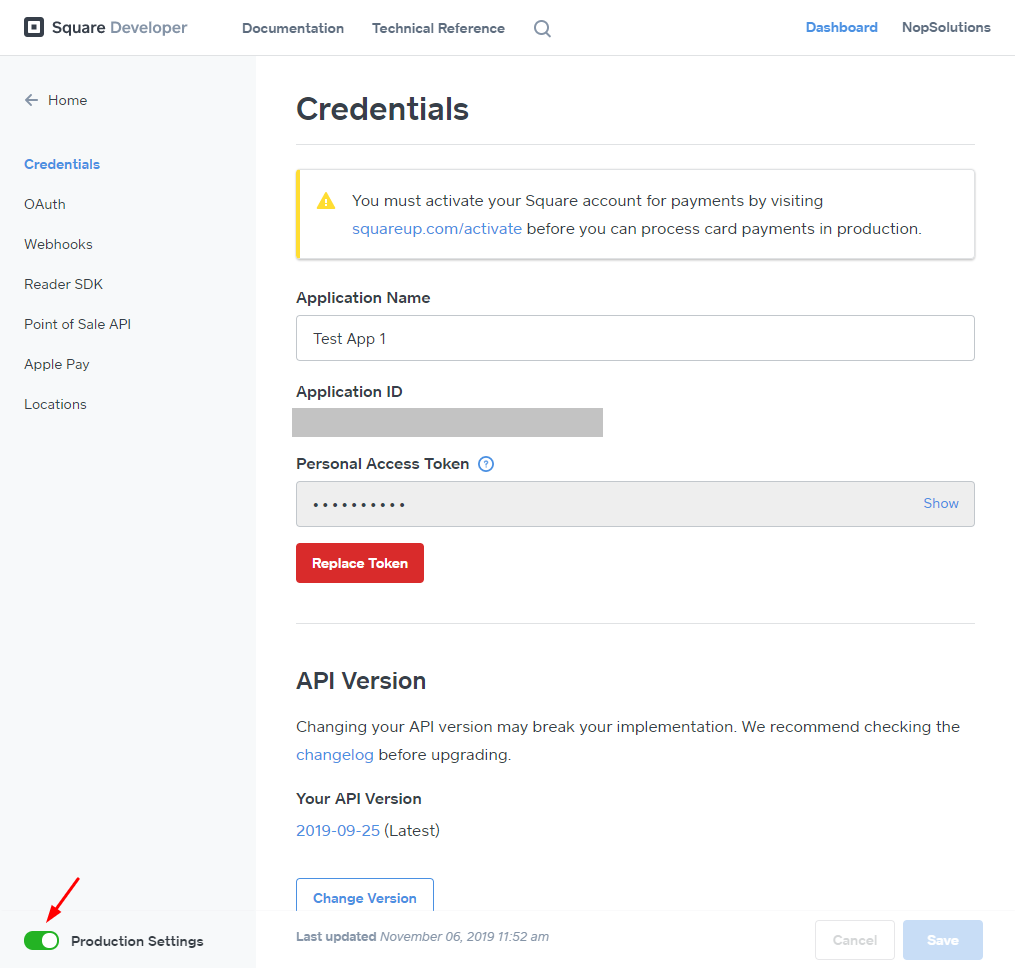 Square Developer
Documentation
Technical Reference
Dashboard
NopSolutions
Home
Credentials
OAuth
Webhooks
Reader SDK
Point of Sale API
Apple Pay
Locations
Production Settings
Credentials
You must activate your Square account for payments by visiting
squareup.com/activate before you can process card payments in production.
Application Name
Test App 1
Application ID
Personal Access Token ?
••••••••••
Show
Replace Token
API Version
Changing your API version may break your implementation. We recommend checking the
changelog before upgrading.
Your API Version
2019-09-25 (Latest)
Change Version
Last updated November 06, 2019 11:52 am
Cancel
Save